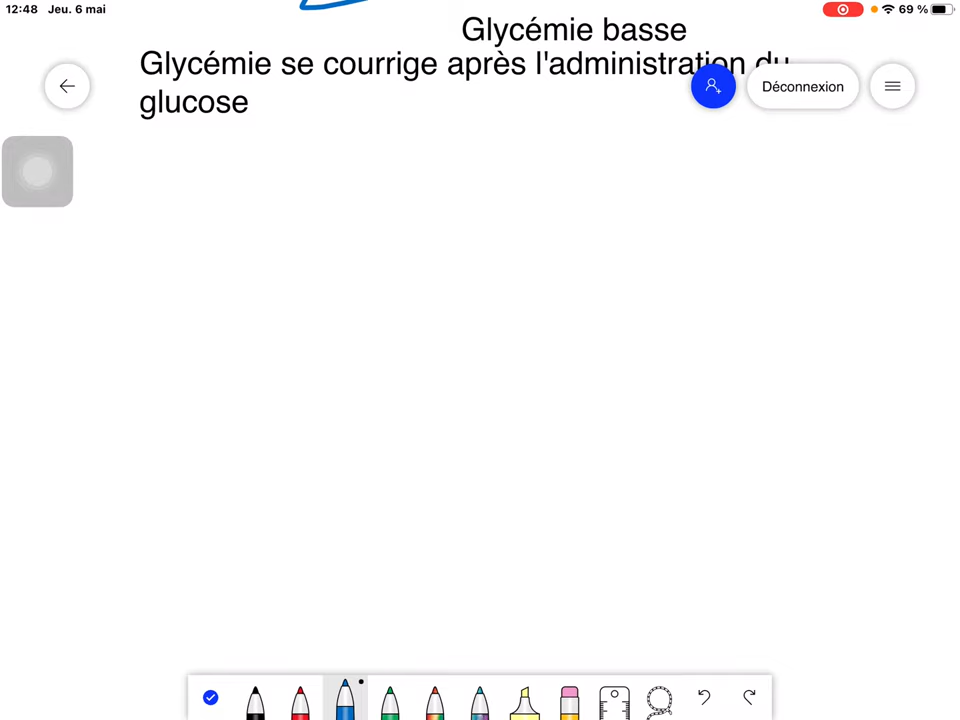 12:48 Jeu. 6 mai 69 %
Glycémie basse
Glycémie se courrige après l'administration du
glucose
Déconnexion